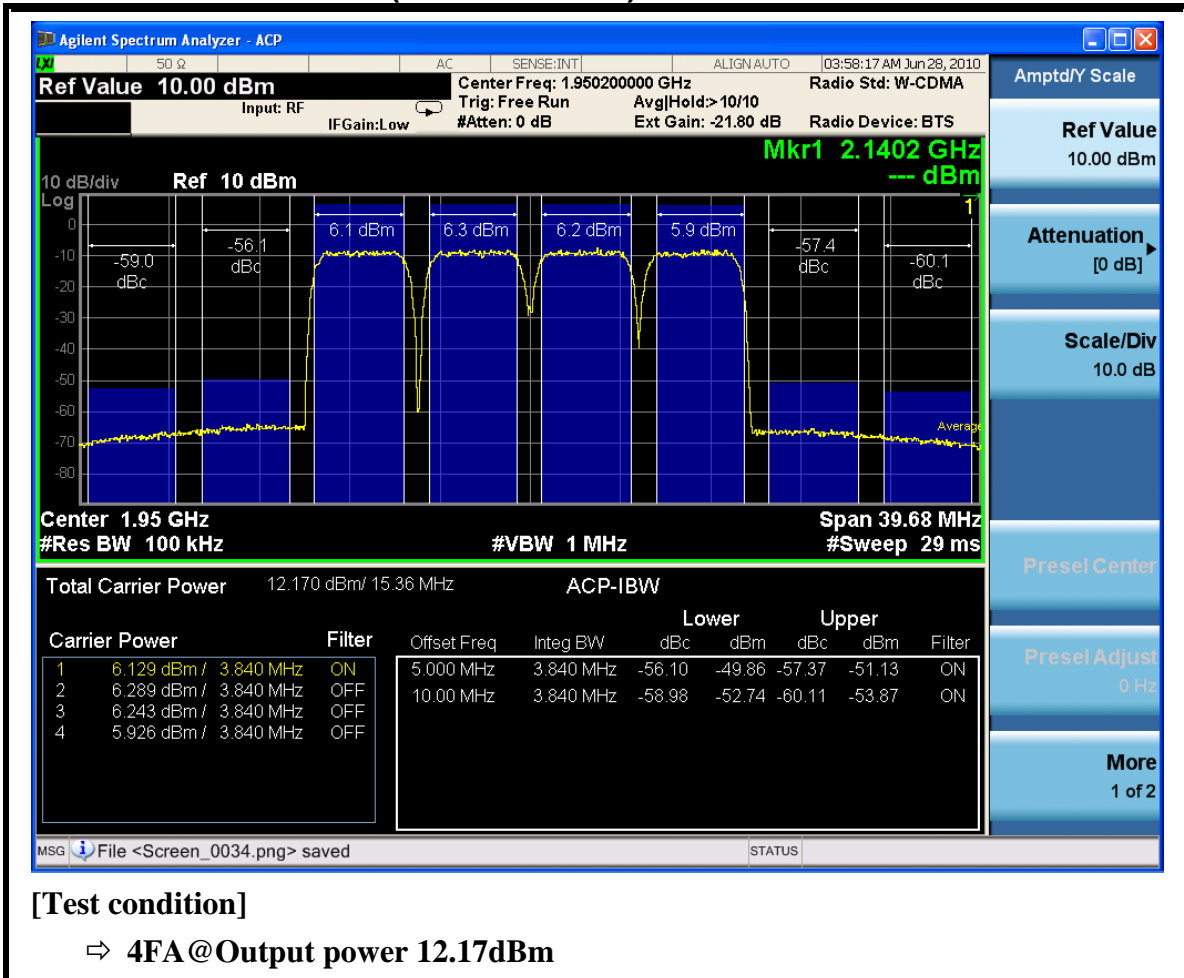 Agilent Spectrum Analyzer - ACP
LXI 50 Ω AC SENSE:INT ALIGN AUTO 03:58:17 AM Jun 28, 2010
Ref Value 10.00 dBm
Center Freq: 1.950200000 GHz Radio Std: W-CDMA
Input: RF Trig: Free Run Avg|Hold:> 10/10
IFGain:Low #Atten: 0 dB Ext Gain: -21.80 dB Radio Device: BTS
Mkr1 2.1402 GHz
--- dBm
10 dB/div Ref 10 dBm
Log
1
0
-10
-20
-30
-40
-50
-60
-70
-80
-59.0 dBc
-56.1 dBc
6.1 dBm
6.3 dBm
6.2 dBm
5.9 dBm
-57.4 dBc
-60.1 dBc
Average
Center 1.95 GHz Span 39.68 MHz
#Res BW 100 kHz #VBW 1 MHz #Sweep 29 ms
Total Carrier Power 12.170 dBm/ 15.36 MHz ACP-IBW
Lower Upper
Carrier Power Filter Offset Freq Integ BW dBc dBm dBc dBm Filter
1 6.129 dBm / 3.840 MHz ON
2 6.289 dBm / 3.840 MHz OFF
3 6.243 dBm / 3.840 MHz OFF
4 5.926 dBm / 3.840 MHz OFF
5.000 MHz 3.840 MHz -56.10 -49.86 -57.37 -51.13 ON
10.00 MHz 3.840 MHz -58.98 -52.74 -60.11 -53.87 ON
Amptd/Y Scale
Ref Value
10.00 dBm
Attenuation
[0 dB]
Scale/Div
10.0 dB
Presel Center
Presel Adjust
0 Hz
More
1 of 2
MSG File <Screen_0034.png> saved STATUS
[Test condition]
⇨ 4FA@Output power 12.17dBm